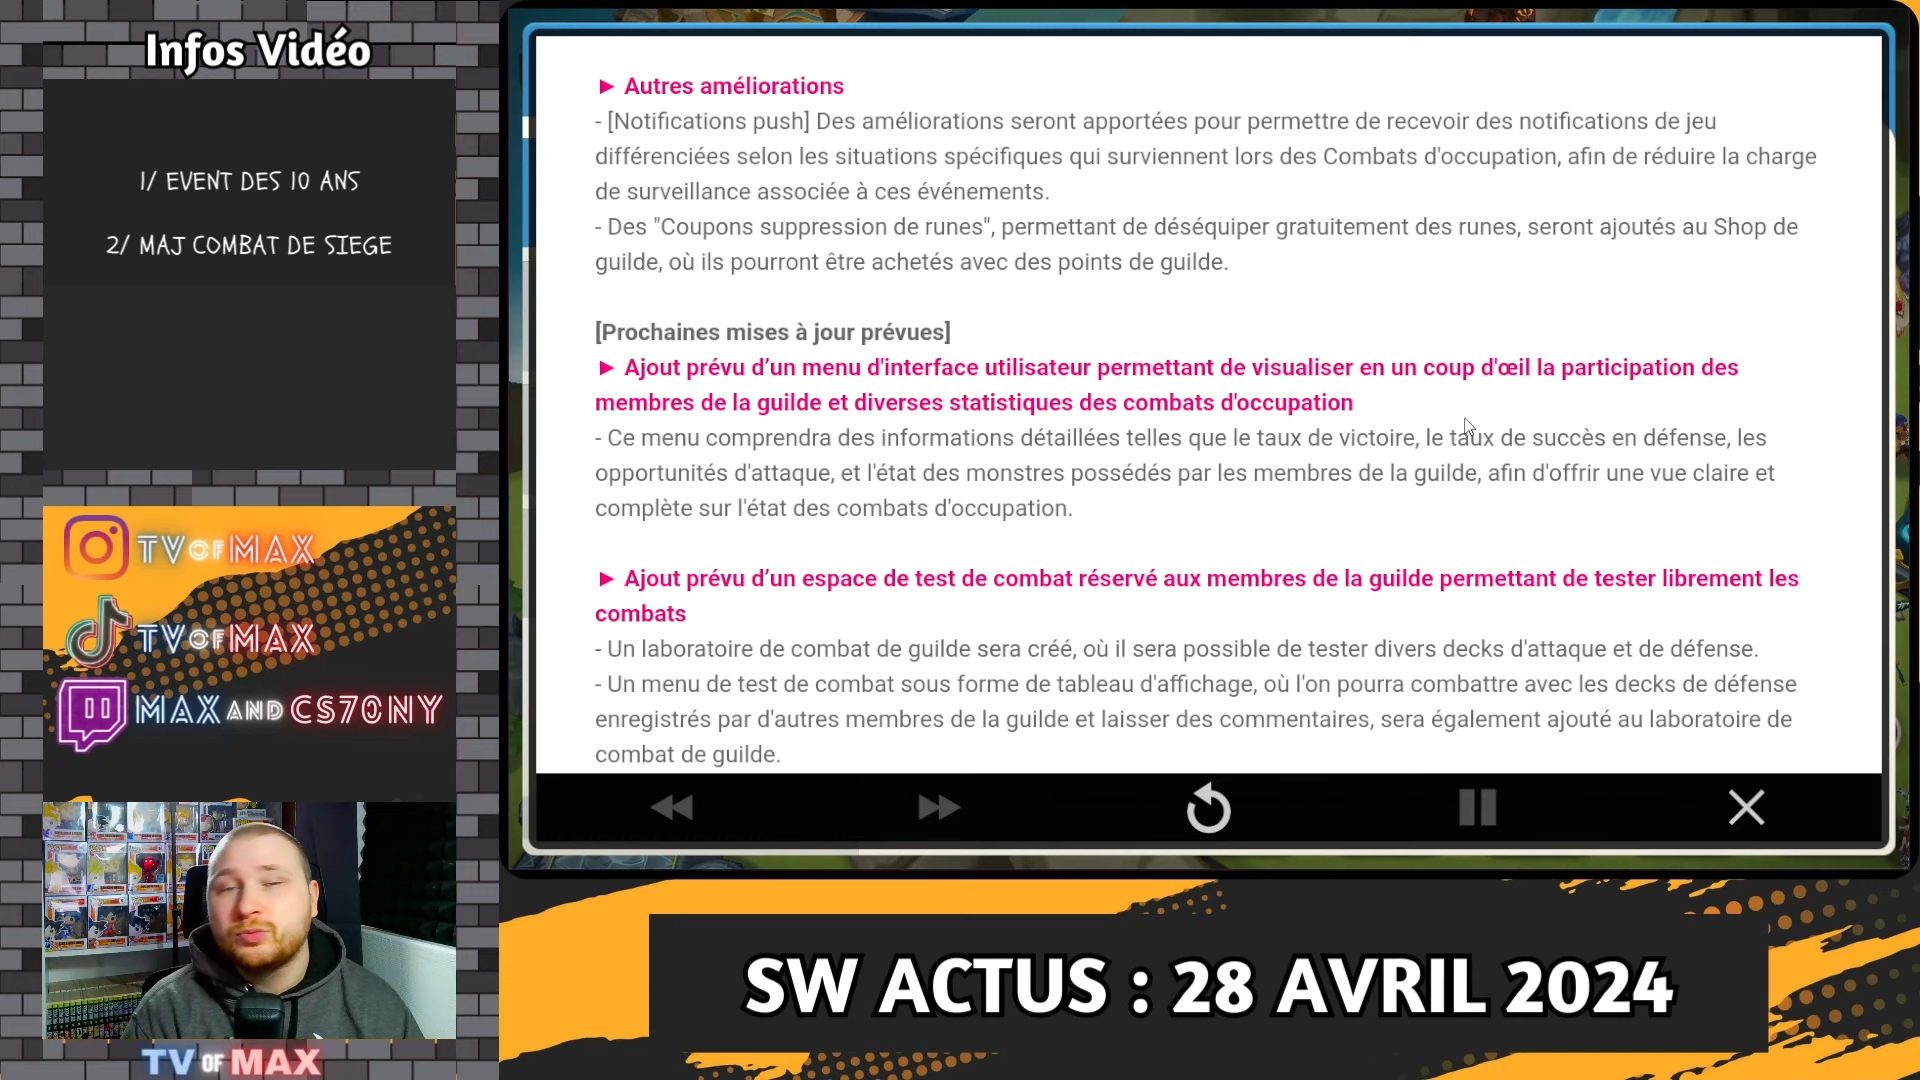 Infos Vidéo
1/ EVENT DES 10 ANS
2/ MAJ COMBAT DE SIEGE
TV OF MAX
TV OF MAX
MAX AND CS70NY
TV OF MAX
► Autres améliorations
- [Notifications push] Des améliorations seront apportées pour permettre de recevoir des notifications de jeu
différenciées selon les situations spécifiques qui surviennent lors des Combats d'occupation, afin de réduire la charge
de surveillance associée à ces événements.
- Des "Coupons suppression de runes", permettant de déséquiper gratuitement des runes, seront ajoutés au Shop de
guilde, où ils pourront être achetés avec des points de guilde.
[Prochaines mises à jour prévues]
► Ajout prévu d’un menu d'interface utilisateur permettant de visualiser en un coup d'œil la participation des
membres de la guilde et diverses statistiques des combats d'occupation
- Ce menu comprendra des informations détaillées telles que le taux de victoire, le taux de succès en défense, les
opportunités d'attaque, et l'état des monstres possédés par les membres de la guilde, afin d'offrir une vue claire et
complète sur l'état des combats d'occupation.
► Ajout prévu d’un espace de test de combat réservé aux membres de la guilde permettant de tester librement les
combats
- Un laboratoire de combat de guilde sera créé, où il sera possible de tester divers decks d'attaque et de défense.
- Un menu de test de combat sous forme de tableau d'affichage, où l'on pourra combattre avec les decks de défense
enregistrés par d'autres membres de la guilde et laisser des commentaires, sera également ajouté au laboratoire de
combat de guilde.
SW ACTUS : 28 AVRIL 2024